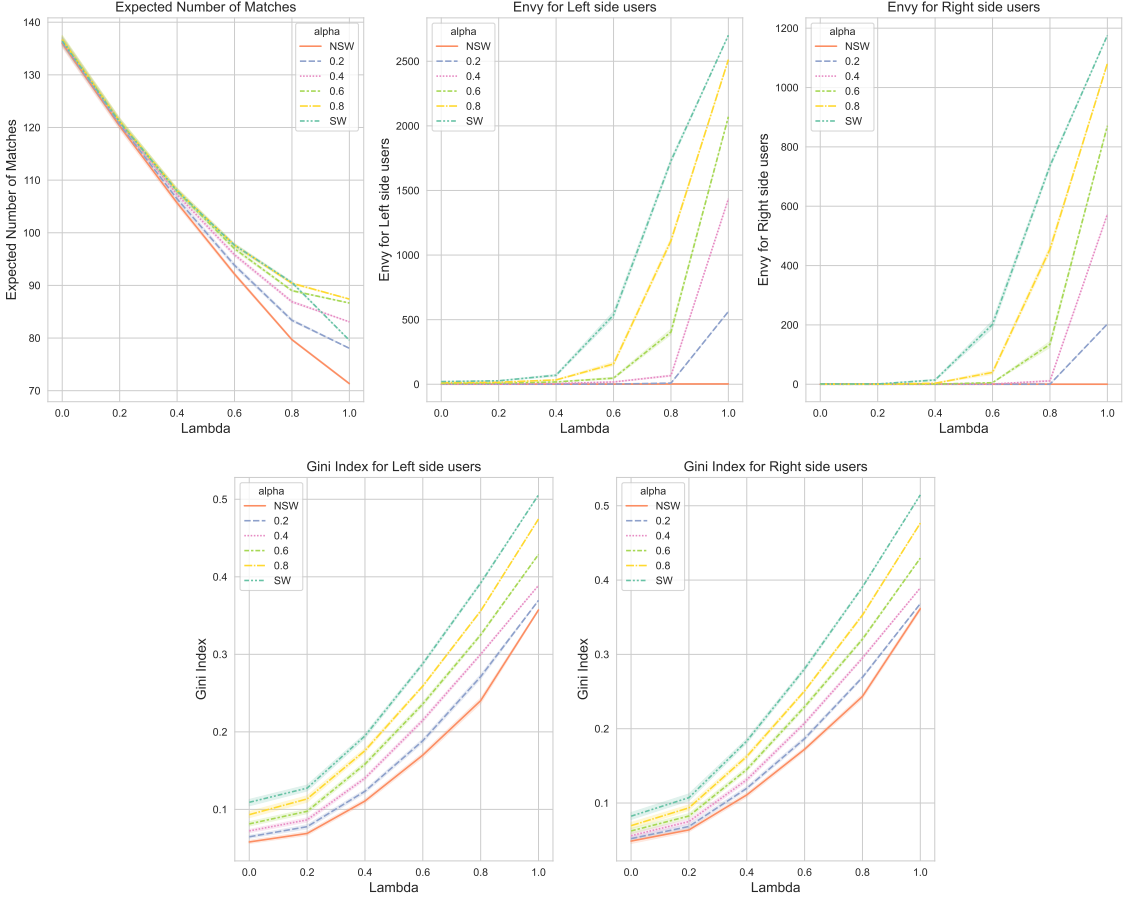 Expected Number of Matches
Expected Number of Matches
140
130
120
110
100
90
80
70
alpha
NSW
0.2
0.4
0.6
0.8
SW
0.0 0.2 0.4 0.6 0.8 1.0
Lambda
Envy for Left side users
Envy for Left side users
2500
2000
1500
1000
500
0
alpha
NSW
0.2
0.4
0.6
0.8
SW
0.0 0.2 0.4 0.6 0.8 1.0
Lambda
Envy for Right side users
Envy for Right side users
1200
1000
800
600
400
200
0
alpha
NSW
0.2
0.4
0.6
0.8
SW
0.0 0.2 0.4 0.6 0.8 1.0
Lambda
Gini Index for Left side users
Gini Index
0.5
0.4
0.3
0.2
0.1
alpha
NSW
0.2
0.4
0.6
0.8
SW
0.0 0.2 0.4 0.6 0.8 1.0
Lambda
Gini Index for Right side users
Gini Index
0.5
0.4
0.3
0.2
0.1
alpha
NSW
0.2
0.4
0.6
0.8
SW
0.0 0.2 0.4 0.6 0.8 1.0
Lambda